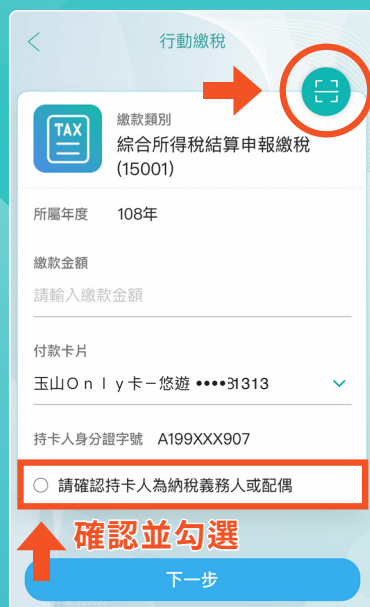 行動繳稅
TAX
繳款類別
綜合所得稅結算申報繳稅
(15001)
所屬年度 108年
繳款金額
請輸入繳款金額
付款卡片
玉山Only卡－悠遊 ••••31313
持卡人身分證字號 A199XXX907
請確認持卡人為納稅義務人或配偶
確認並勾選
下一步